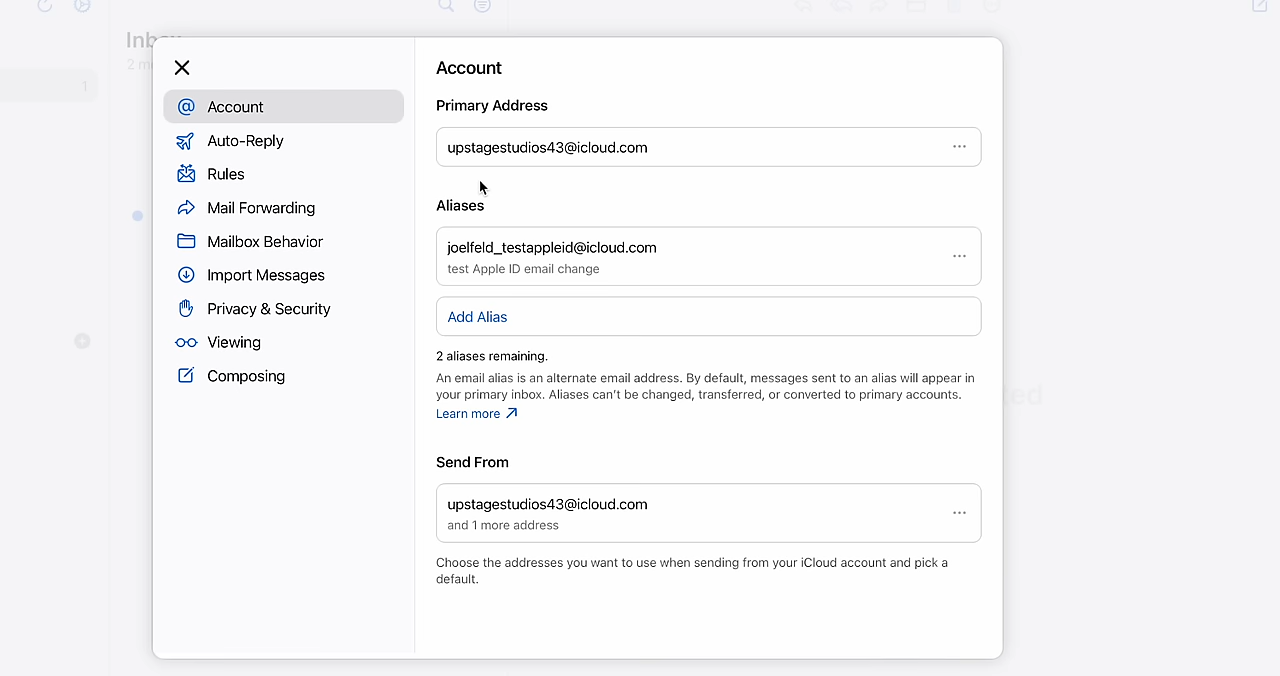 1
Account
Auto-Reply
Rules
Mail Forwarding
Mailbox Behavior
Import Messages
Privacy & Security
Viewing
Composing
Account
Primary Address
upstagestudios43@icloud.com
Aliases
joelfeld_testappleid@icloud.com
test Apple ID email change
Add Alias
2 aliases remaining.
An email alias is an alternate email address. By default, messages sent to an alias will appear in
your primary inbox. Aliases can't be changed, transferred, or converted to primary accounts.
Learn more
Send From
upstagestudios43@icloud.com
and 1 more address
Choose the addresses you want to use when sending from your iCloud account and pick a
default.